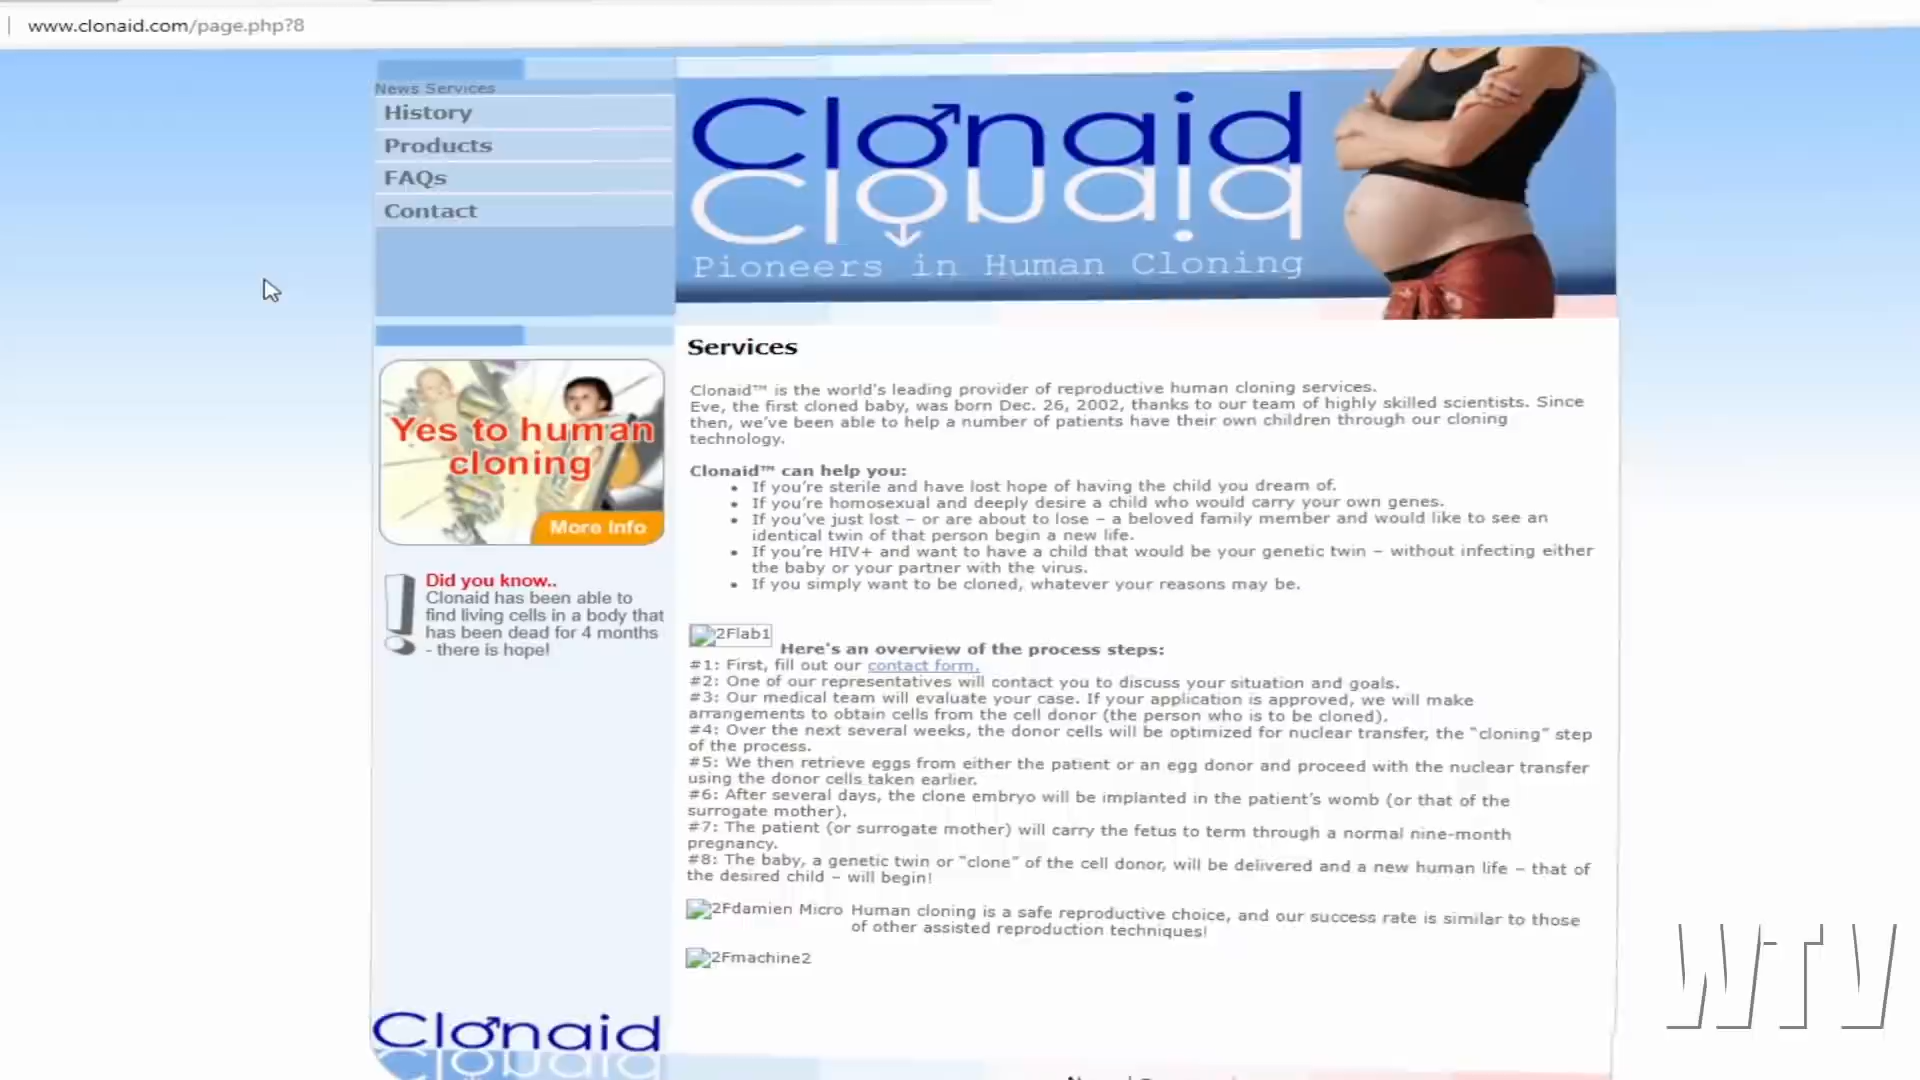 www.clonaid.com/page.php?8
News Services
History
Products
FAQs
Contact
Clonaid
Clonaid
Pioneers in Human Cloning
Yes to human
cloning
More Info
Did you know..
Clonaid has been able to
find living cells in a body that
has been dead for 4 months
- there is hope!
Clonaid
Clonaid
Services
Clonaid™ is the world's leading provider of reproductive human cloning services.
Eve, the first cloned baby, was born Dec. 26, 2002, thanks to our team of highly skilled scientists. Since
then, we've been able to help a number of patients have their own children through our cloning
technology.
Clonaid™ can help you:
• If you're sterile and have lost hope of having the child you dream of.
• If you're homosexual and deeply desire a child who would carry your own genes.
• If you've just lost – or are about to lose – a beloved family member and would like to see an
identical twin of that person begin a new life.
• If you're HIV+ and want to have a child that would be your genetic twin – without infecting either
the baby or your partner with the virus.
• If you simply want to be cloned, whatever your reasons may be.
2Flab1
Here's an overview of the process steps:
#1: First, fill out our contact form.
#2: One of our representatives will contact you to discuss your situation and goals.
#3: Our medical team will evaluate your case. If your application is approved, we will make
arrangements to obtain cells from the cell donor (the person who is to be cloned).
#4: Over the next several weeks, the donor cells will be optimized for nuclear transfer, the "cloning" step
of the process.
#5: We then retrieve eggs from either the patient or an egg donor and proceed with the nuclear transfer
using the donor cells taken earlier.
#6: After several days, the clone embryo will be implanted in the patient's womb (or that of the
surrogate mother).
#7: The patient (or surrogate mother) will carry the fetus to term through a normal nine-month
pregnancy.
#8: The baby, a genetic twin or "clone" of the cell donor, will be delivered and a new human life – that of
the desired child – will begin!
2Fdamien Micro Human cloning is a safe reproductive choice, and our success rate is similar to those
of other assisted reproduction techniques!
2Fmachine2
WTV